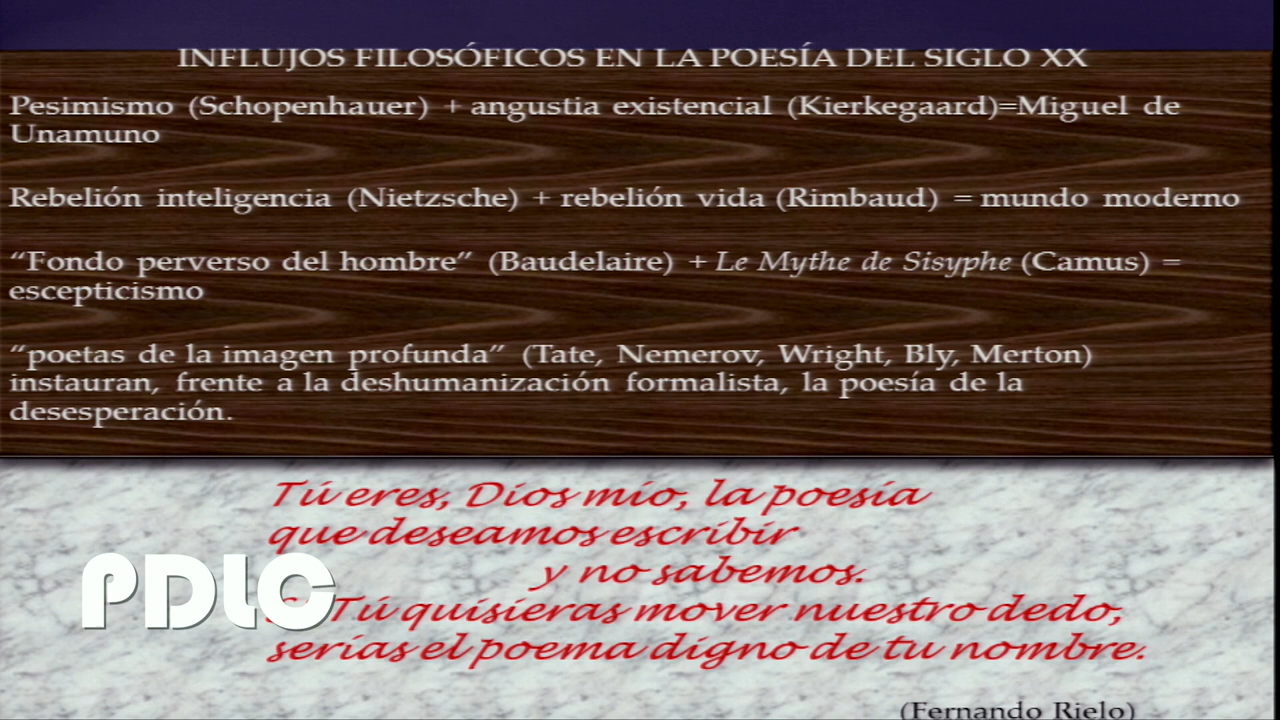 INFLUJOS FILOSÓFICOS EN LA POESÍA DEL SIGLO XX
Pesimismo (Schopenhauer) + angustia existencial (Kierkegaard)=Miguel de
Unamuno
Rebelión inteligencia (Nietzsche) + rebelión vida (Rimbaud) = mundo moderno
“Fondo perverso del hombre” (Baudelaire) + Le Mythe de Sisyphe (Camus) =
escepticismo
“poetas de la imagen profunda” (Tate, Nemerov, Wright, Bly, Merton)
instauran, frente a la deshumanización formalista, la poesía de la
desesperación.
Tú eres, Dios mío, la poesía
que deseamos escribir
y no sabemos.
Tú quisieras mover nuestro dedo,
serías el poema digno de tu nombre.
PDLC
(Fernando Rielo)